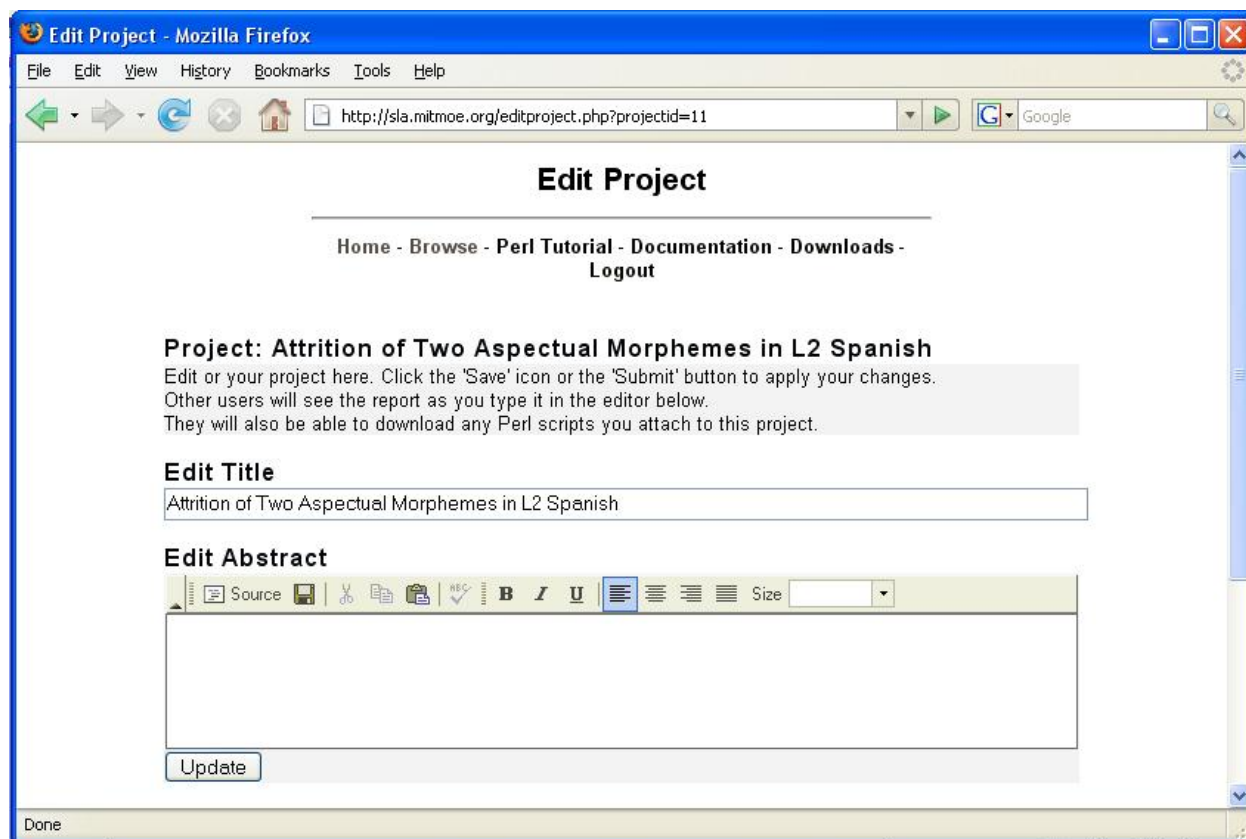 Edit Project - Mozilla Firefox
File Edit View History Bookmarks Tools Help
http://sla.mitmoe.org/editproject.php?projectid=11
G Google
Edit Project
Home - Browse - Perl Tutorial - Documentation - Downloads -
Logout
Project: Attrition of Two Aspectual Morphemes in L2 Spanish
Edit or your project here. Click the 'Save' icon or the 'Submit' button to apply your changes.
Other users will see the report as you type it in the editor below.
They will also be able to download any Perl scripts you attach to this project.
Edit Title
Attrition of Two Aspectual Morphemes in L2 Spanish
Edit Abstract
Source ABC B I U Size
Update
Done